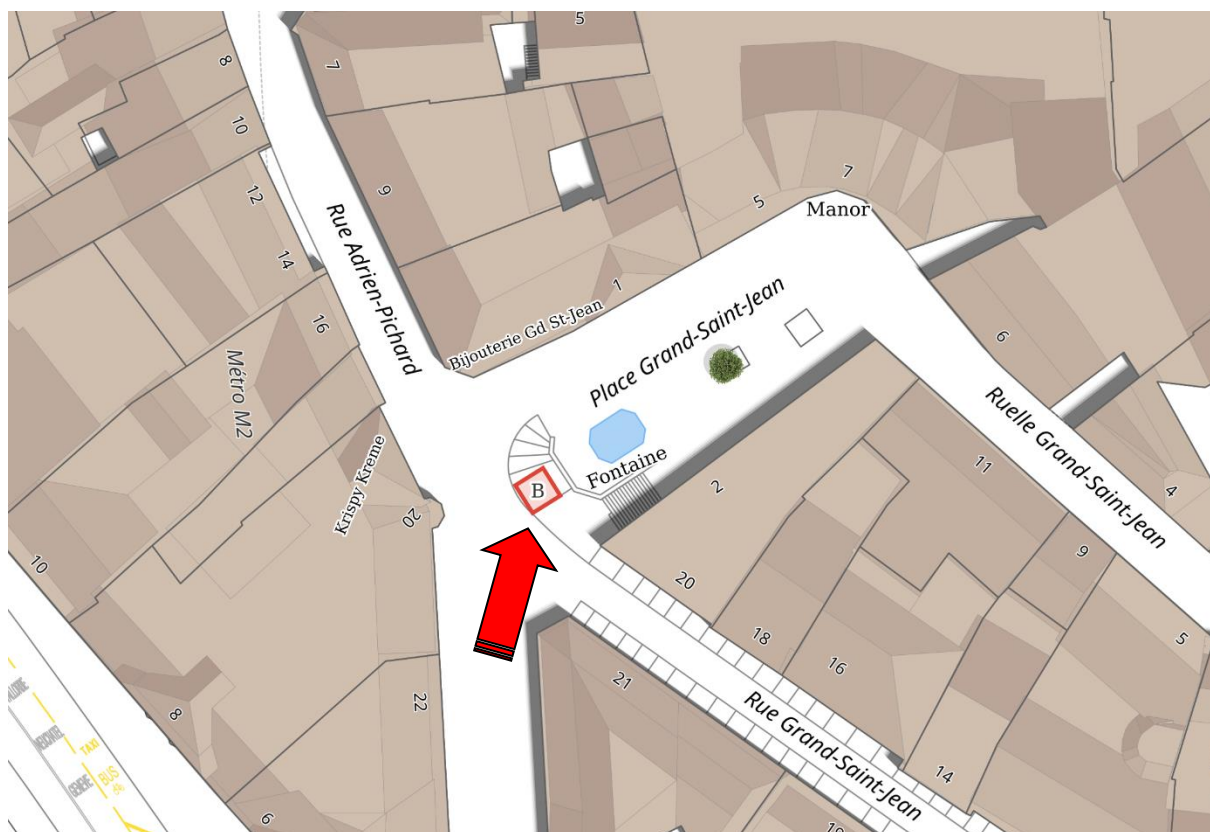 5
8
7
10
12
9
14
16
Rue Adrien-Pichard
Métro M2
Krispy Kreme
20
22
7
Manor
5
1
Bijouterie Gd St-Jean
Place Grand-Saint-Jean
Fontaine
B
2
6
Ruelle Grand-Saint-Jean
4
11
9
5
20
18
16
14
21
19
Rue Grand-Saint-Jean
10
8
6
TAXI
BUS